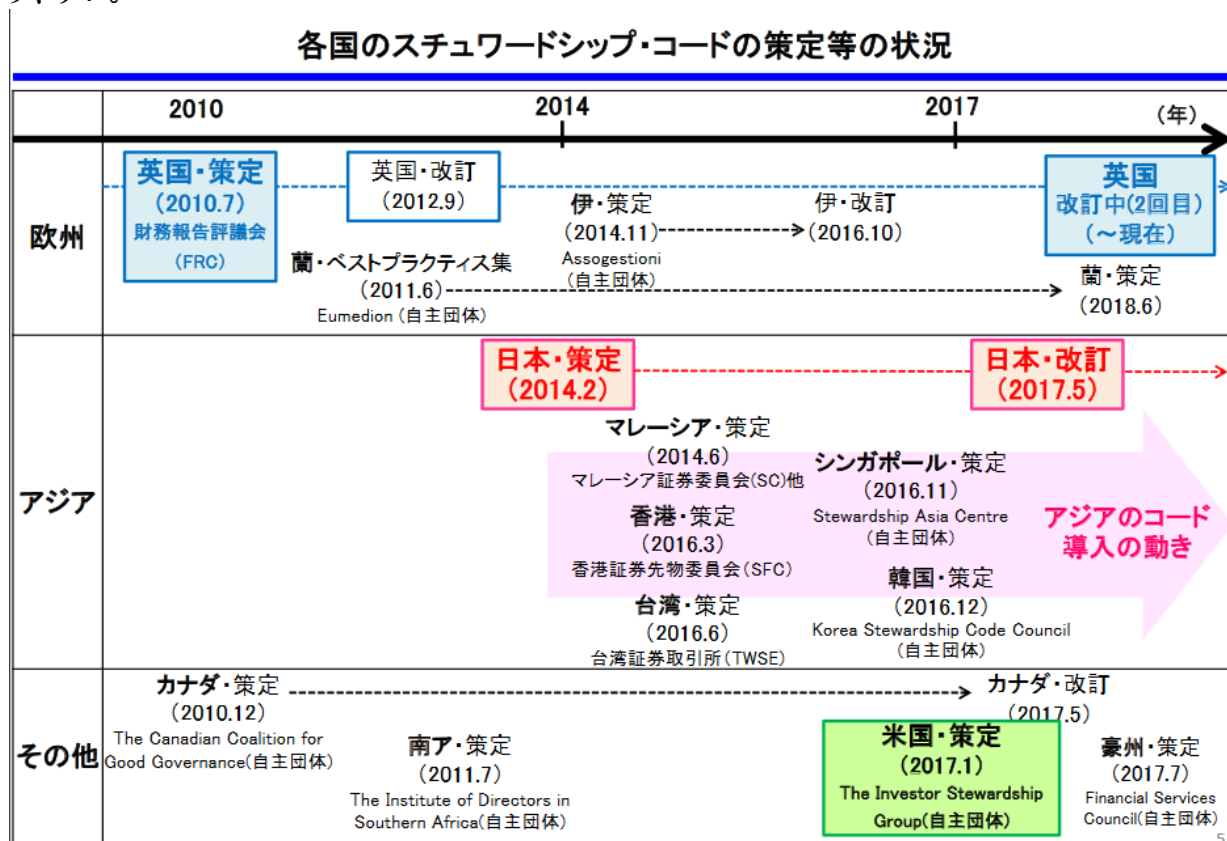 各国のスチュワードシップ・コードの策定等の状況
2010
2014
2017
(年)
欧州
英国・策定
(2010.7)
財務報告評議会
(FRC)
英国・改訂
(2012.9)
伊・策定
(2014.11)
Assogestioni
(自主団体)
伊・改訂
(2016.10)
英国
改訂中(2回目)
(~現在)
蘭・ベストプラクティス集
(2011.6)
Eumedion (自主団体)
蘭・策定
(2018.6)
アジア
日本・策定
(2014.2)
日本・改訂
(2017.5)
マレーシア・策定
(2014.6)
マレーシア証券委員会(SC)他
香港・策定
(2016.3)
香港証券先物委員会(SFC)
台湾・策定
(2016.6)
台湾証券取引所(TWSE)
シンガポール・策定
(2016.11)
Stewardship Asia Centre
(自主団体)
韓国・策定
(2016.12)
Korea Stewardship Code Council
(自主団体)
アジアのコード
導入の動き
その他
カナダ・策定
(2010.12)
The Canadian Coalition for
Good Governance(自主団体)
南ア・策定
(2011.7)
The Institute of Directors in
Southern Africa(自主団体)
カナダ・改訂
(2017.5)
米国・策定
(2017.1)
The Investor Stewardship
Group(自主団体)
豪州・策定
(2017.7)
Financial Services
Council(自主団体)
5